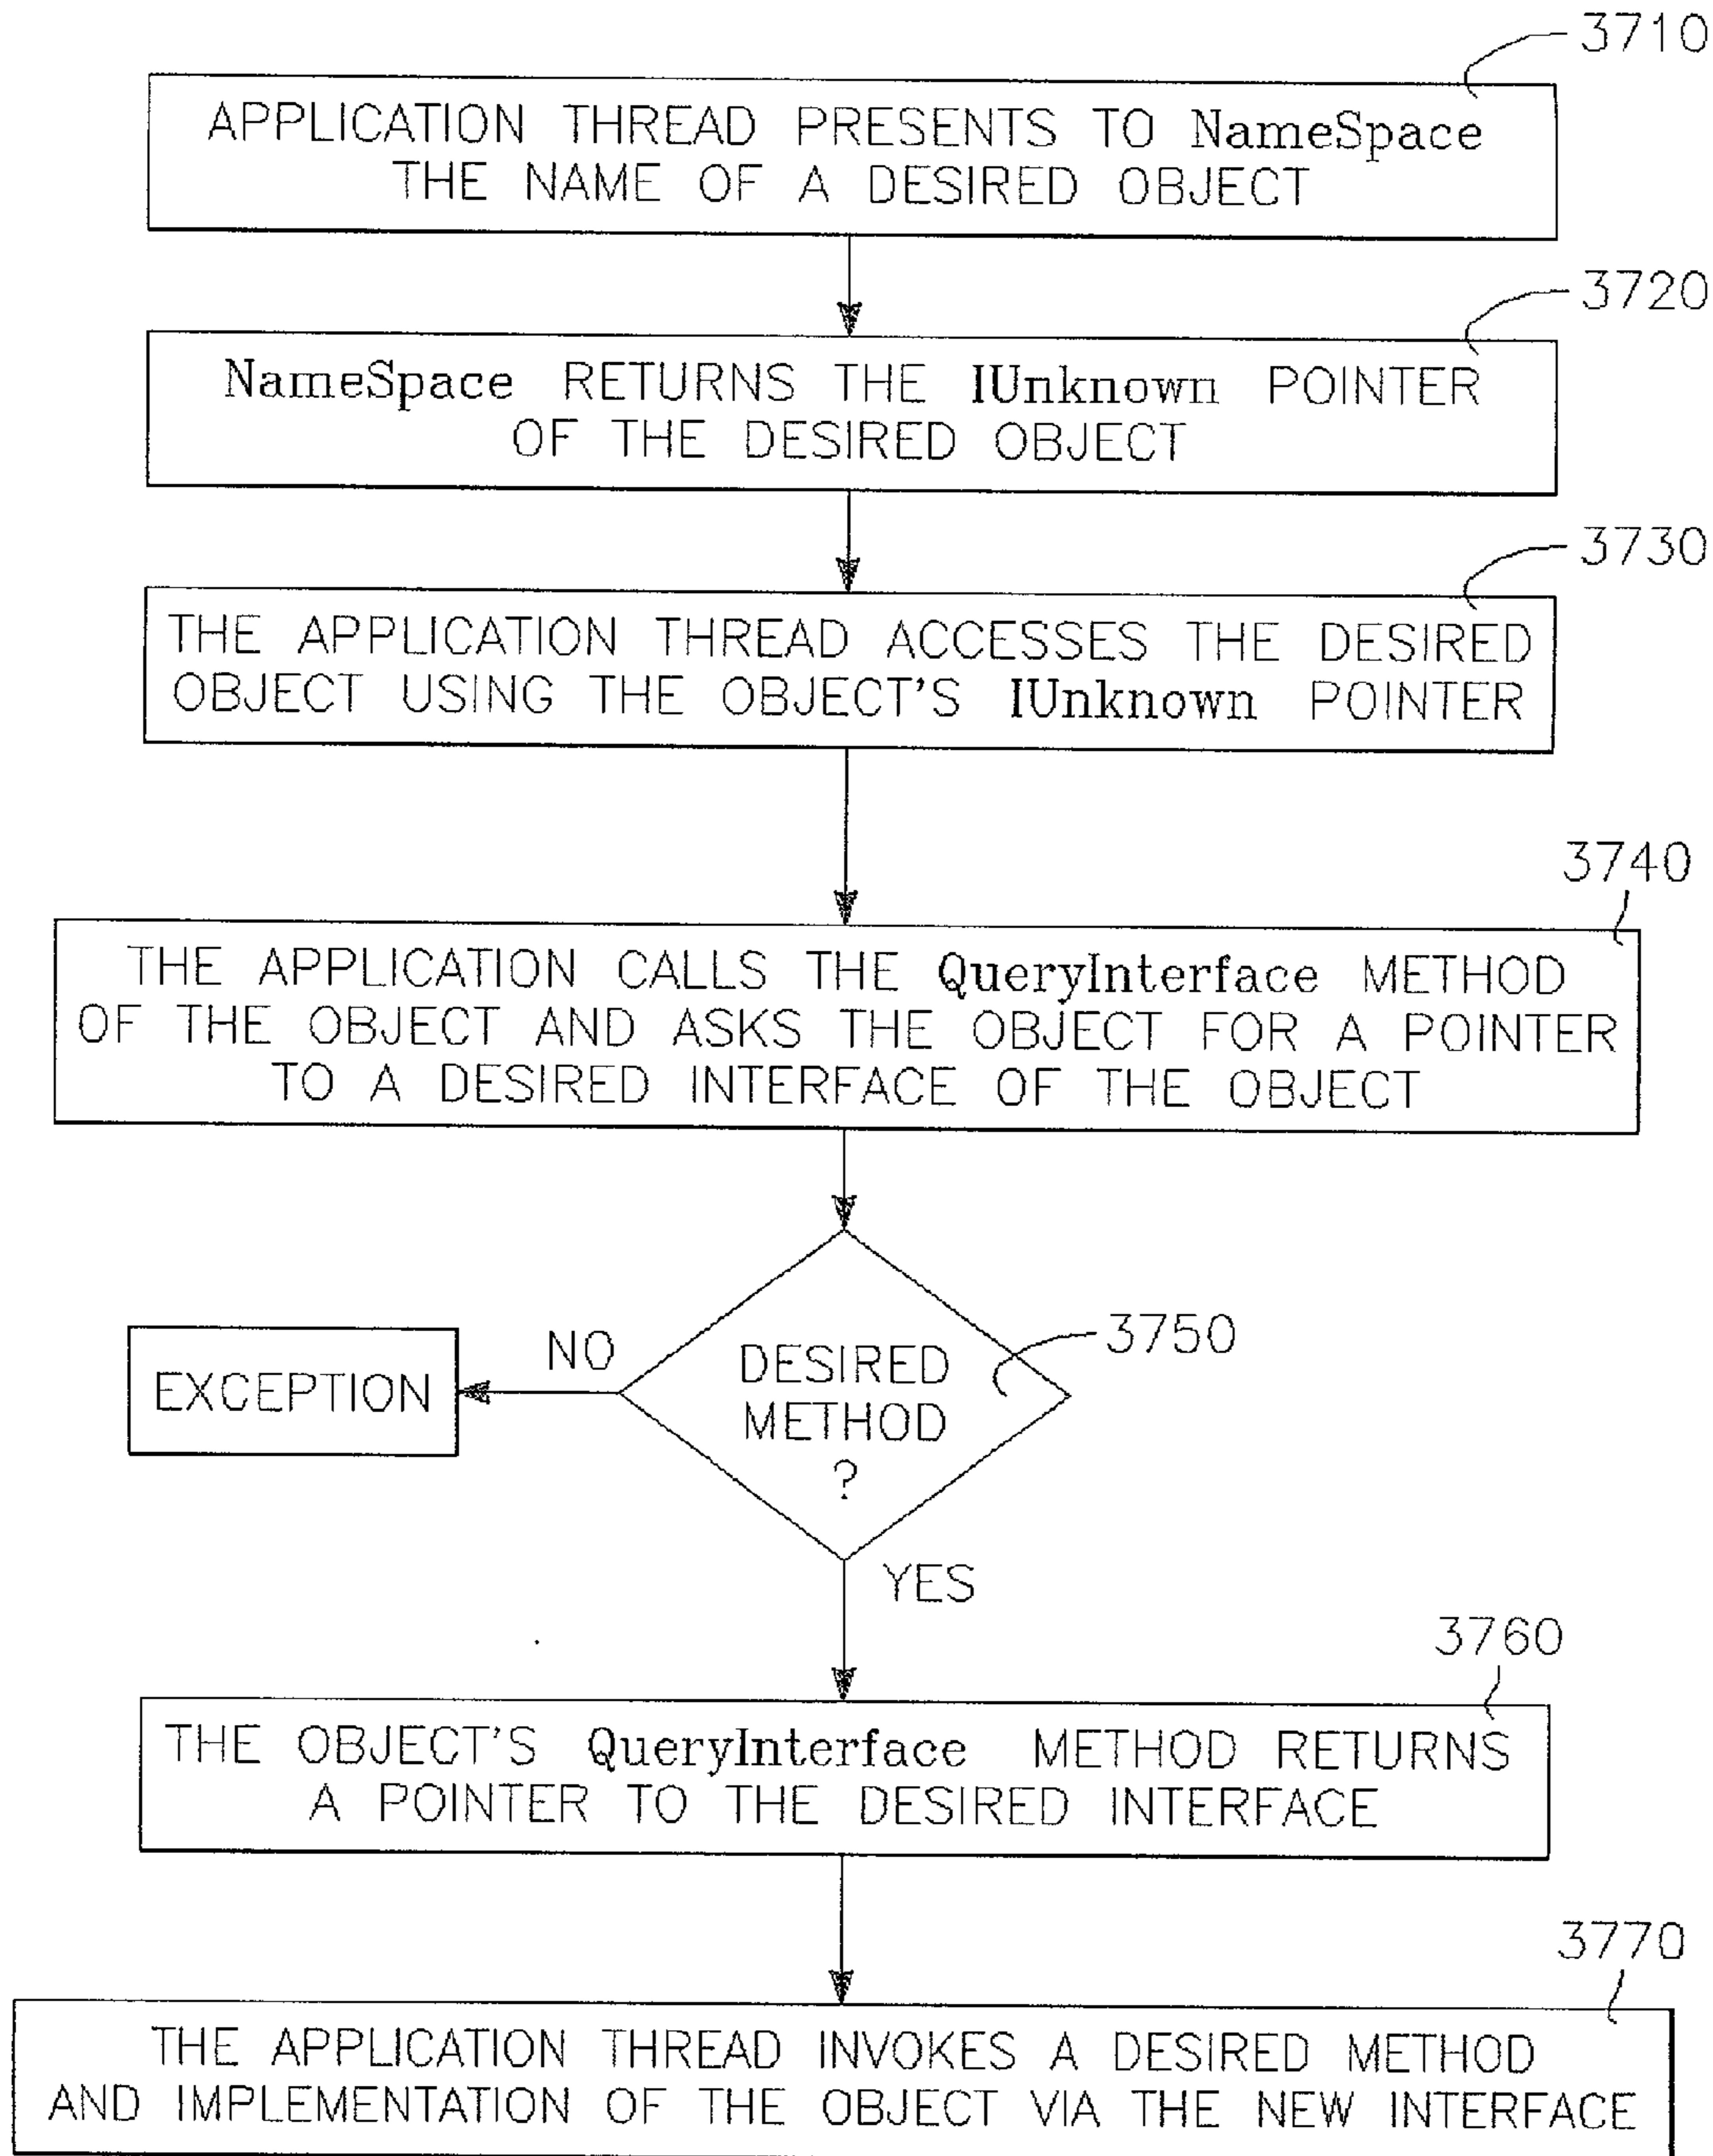 3710
APPLICATION THREAD PRESENTS TO NameSpace
THE NAME OF A DESIRED OBJECT
3720
NameSpace RETURNS THE IUnknown POINTER
OF THE DESIRED OBJECT
3730
THE APPLICATION THREAD ACCESSES THE DESIRED
OBJECT USING THE OBJECT'S IUnknown POINTER
3740
THE APPLICATION CALLS THE QueryInterface METHOD
OF THE OBJECT AND ASKS THE OBJECT FOR A POINTER
TO A DESIRED INTERFACE OF THE OBJECT
3750
DESIRED
METHOD
?
NO
EXCEPTION
YES
3760
THE OBJECT'S QueryInterface METHOD RETURNS
A POINTER TO THE DESIRED INTERFACE
3770
THE APPLICATION THREAD INVOKES A DESIRED METHOD
AND IMPLEMENTATION OF THE OBJECT VIA THE NEW INTERFACE